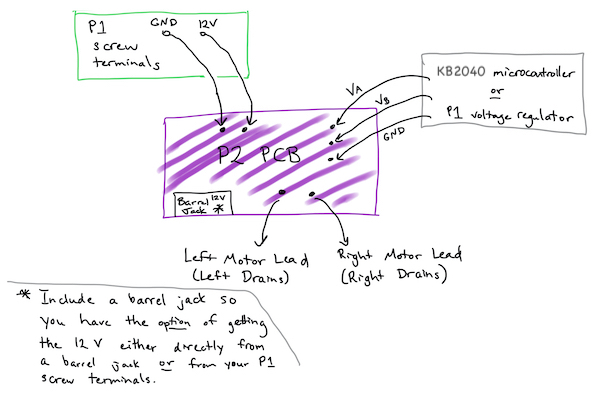 P1
screw
terminals
GND
12V
VA
VB
GND
KB2040 microcontroller
or
P1 voltage regulator
P2 PCB
Barrel 12V
Jack *
Left Motor Lead
(Left Drains)
Right Motor Lead
(Right Drains)
* Include a barrel jack so
you have the option of getting
the 12 V either directly from
a barrel jack or from your P1
screw terminals.